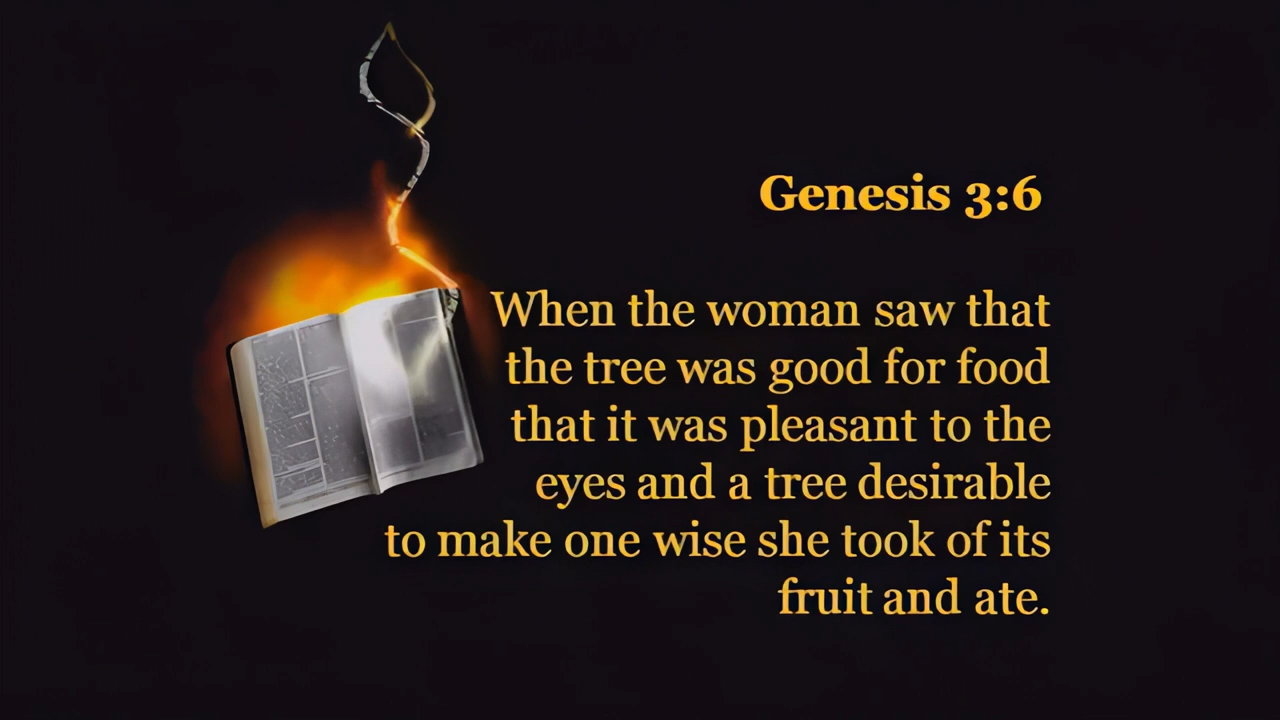 Genesis 3:6
When the woman saw that
the tree was good for food
that it was pleasant to the
eyes and a tree desirable
to make one wise she took of its
fruit and ate.